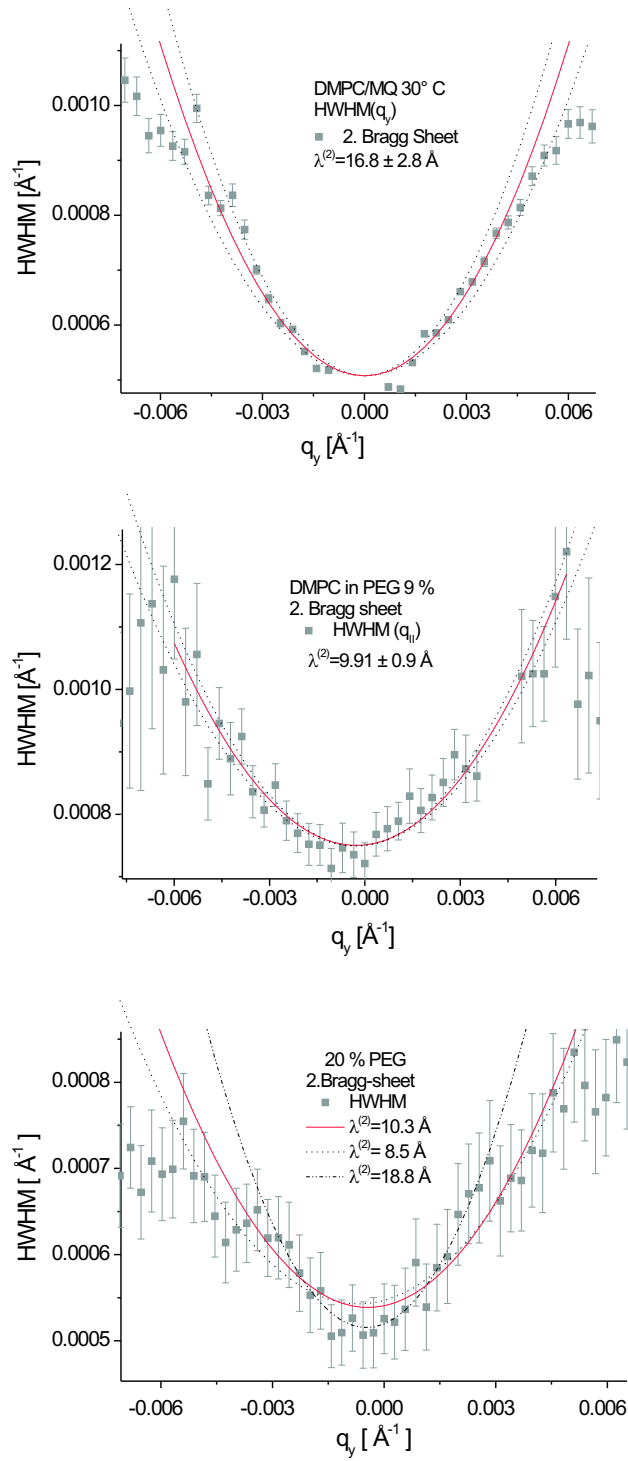 DMPC/MQ 30° C
HWHM(q_y)
2. Bragg Sheet
λ^(2)=16.8 ± 2.8 Å
0.0010
0.0008
0.0006
HWHM [Å^-1]
-0.006 -0.003 0.000 0.003 0.006
q_y [Å^-1]
DMPC in PEG 9 %
2. Bragg sheet
HWHM (q_II)
λ^(2)=9.91 ± 0.9 Å
0.0012
0.0010
0.0008
HWHM [Å^-1]
-0.006 -0.003 0.000 0.003 0.006
q_y [Å^-1]
20 % PEG
2.Bragg-sheet
HWHM
λ^(2)=10.3 Å
λ^(2)= 8.5 Å
λ^(2)=18.8 Å
0.0008
0.0007
0.0006
0.0005
HWHM [ Å^-1]
-0.006 -0.003 0.000 0.003 0.006
q_y [ Å^-1]